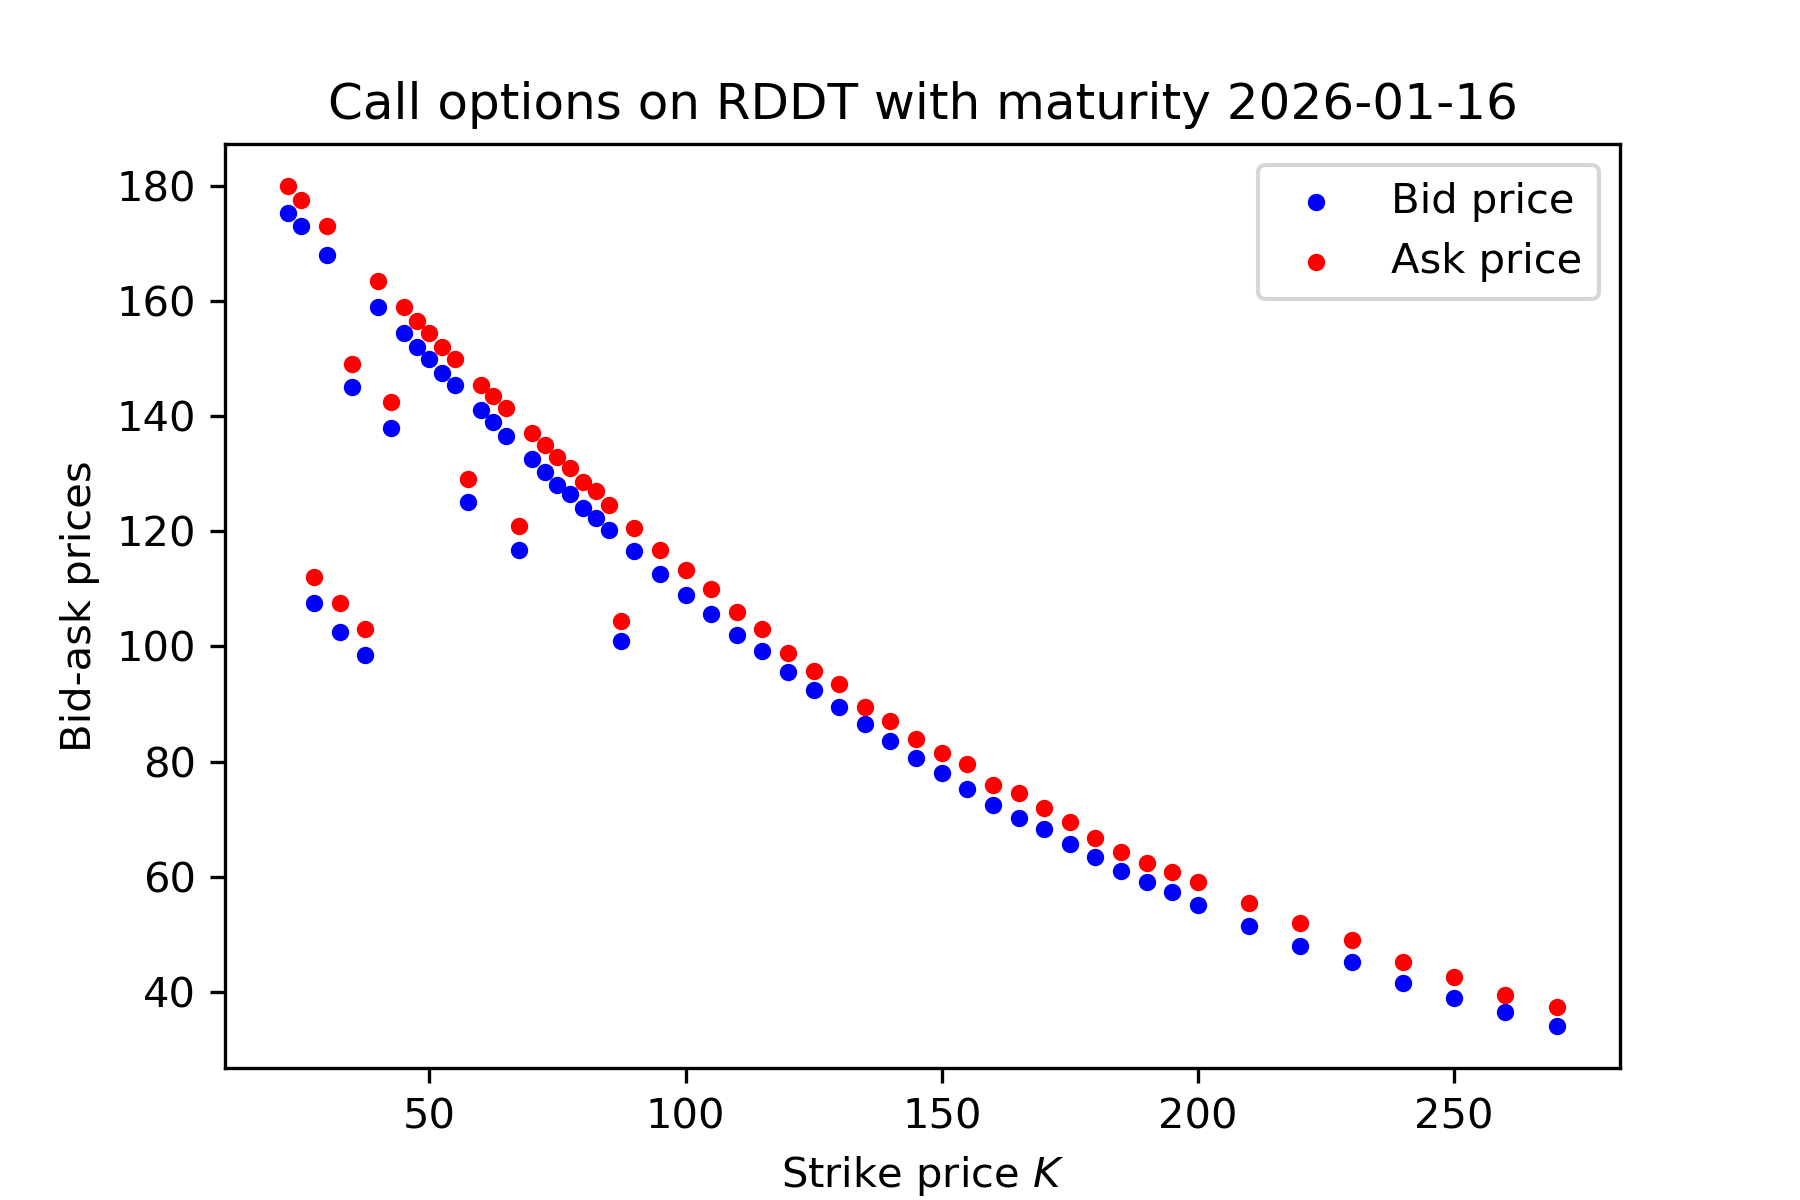 Call options on RDDT with maturity 2026-01-16
Bid price
Ask price
Bid-ask prices
180
160
140
120
100
80
60
40
50 100 150 200 250
Strike price K